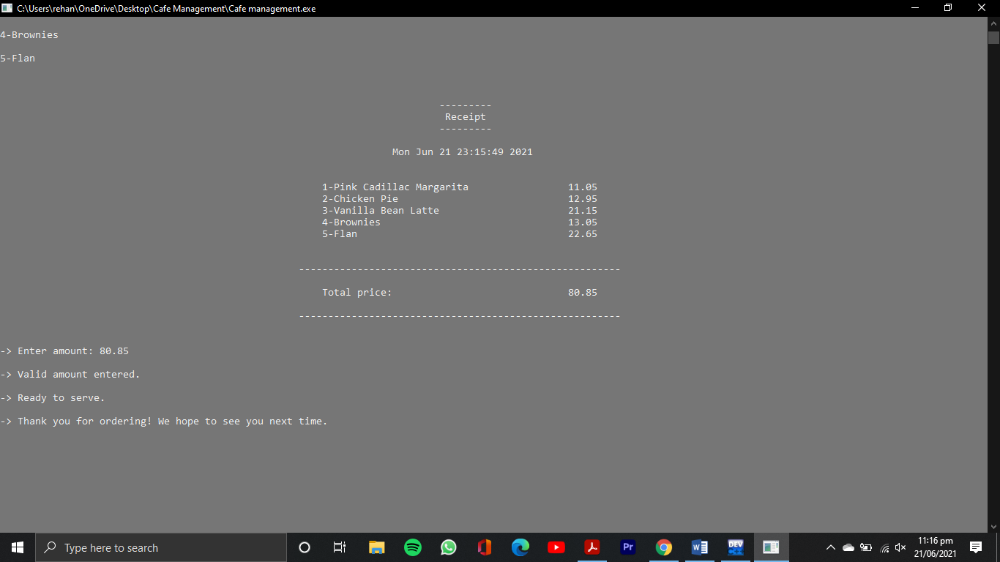 C:\Users\rehan\OneDrive\Desktop\Cafe Management\Cafe management.exe
4-Brownies
5-Flan
---------
Receipt
---------
Mon Jun 21 23:15:49 2021
1-Pink Cadillac Margarita 11.05
2-Chicken Pie 12.95
3-Vanilla Bean Latte 21.15
4-Brownies 13.05
5-Flan 22.65
-------------------------------------------------------
Total price: 80.85
-------------------------------------------------------
-> Enter amount: 80.85
-> Valid amount entered.
-> Ready to serve.
-> Thank you for ordering! We hope to see you next time.
Type here to search
Pr
W
DEV
C++
11:16 pm
21/06/2021